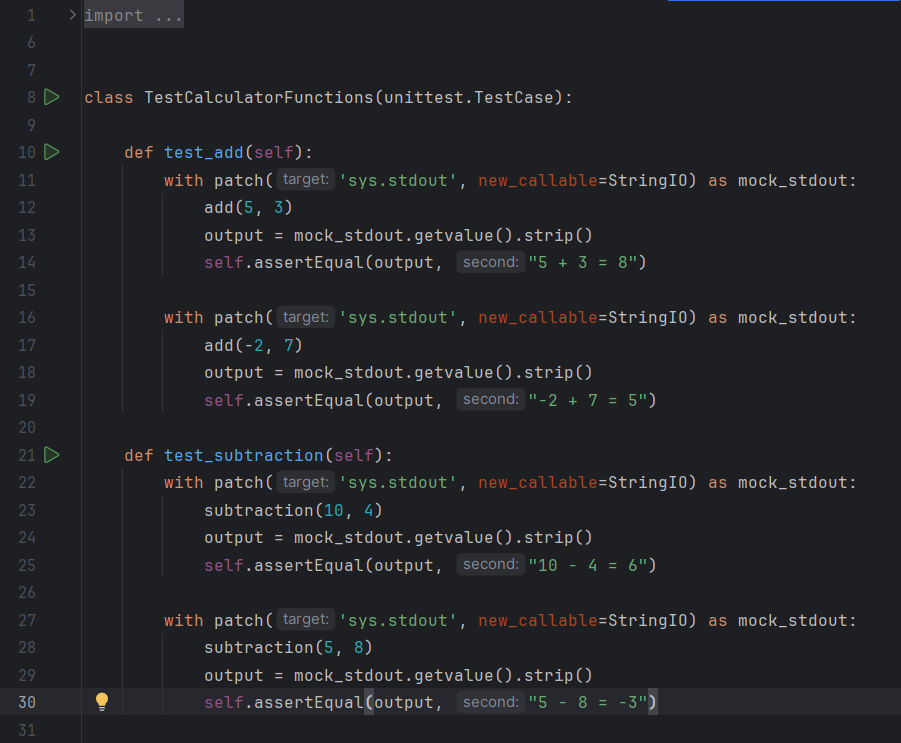 1 import ...
6
7
8 class TestCalculatorFunctions(unittest.TestCase):
9
10 def test_add(self):
11 with patch( target: 'sys.stdout', new_callable=StringIO) as mock_stdout:
12 add(5, 3)
13 output = mock_stdout.getvalue().strip()
14 self.assertEqual(output, second: "5 + 3 = 8")
15
16 with patch( target: 'sys.stdout', new_callable=StringIO) as mock_stdout:
17 add(-2, 7)
18 output = mock_stdout.getvalue().strip()
19 self.assertEqual(output, second: "-2 + 7 = 5")
20
21 def test_subtraction(self):
22 with patch( target: 'sys.stdout', new_callable=StringIO) as mock_stdout:
23 subtraction(10, 4)
24 output = mock_stdout.getvalue().strip()
25 self.assertEqual(output, second: "10 - 4 = 6")
26
27 with patch( target: 'sys.stdout', new_callable=StringIO) as mock_stdout:
28 subtraction(5, 8)
29 output = mock_stdout.getvalue().strip()
30 self.assertEqual(output, second: "5 - 8 = -3")
31